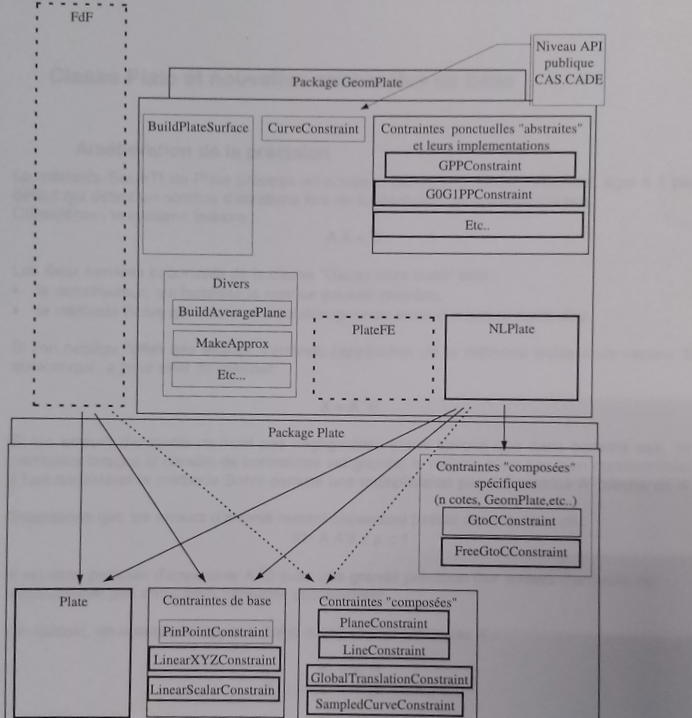 FdF
Niveau API
publique
CAS.CADE
Package GeomPlate
BuildPlateSurface
CurveConstraint
Contraintes ponctuelles "abstraites"
et leurs implementations
GPPConstraint
G0G1PPConstraint
Etc..
Divers
BuildAveragePlane
MakeApprox
Etc...
PlateFE
NLPlate
Package Plate
Contraintes "composées"
spécifiques
(n cotes, GeomPlate,etc..)
GtoCConstraint
FreeGtoCConstraint
Plate
Contraintes de base
PinPointConstraint
LinearXYZConstraint
LinearScalarConstrain
Contraintes "composées"
PlaneConstraint
LineConstraint
GlobalTranslationConstraint
SampledCurveConstraint